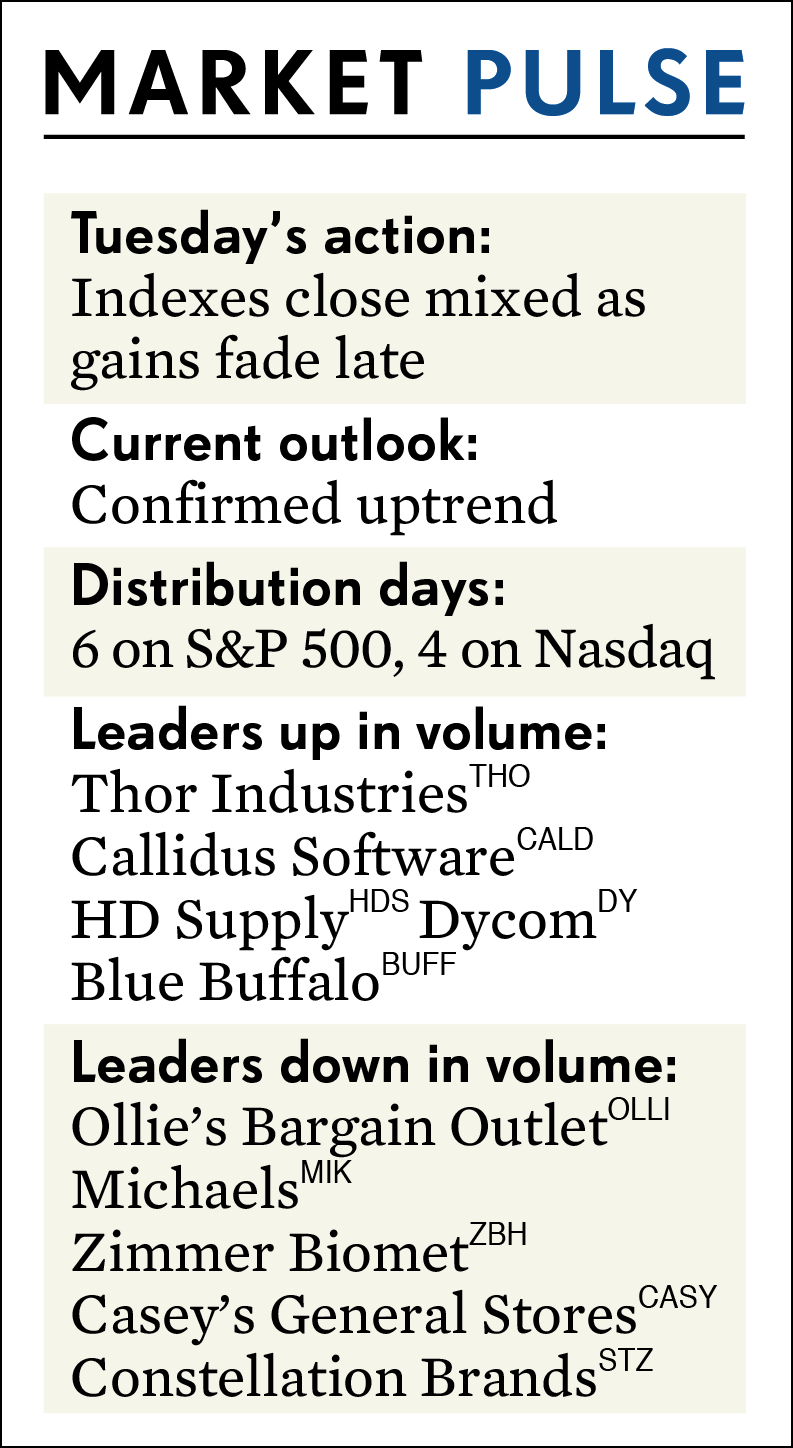 MARKET PULSE
Tuesday’s action:
Indexes close mixed as
gains fade late
Current outlook:
Confirmed uptrend
Distribution days:
6 on S&P 500, 4 on Nasdaq
Leaders up in volume:
Thor Industries THO
Callidus Software CALD
HD Supply HDS Dycom DY
Blue Buffalo BUFF
Leaders down in volume:
Ollie’s Bargain Outlet OLLI
Michaels MIK
Zimmer Biomet ZBH
Casey’s General Stores CASY
Constellation Brands STZ